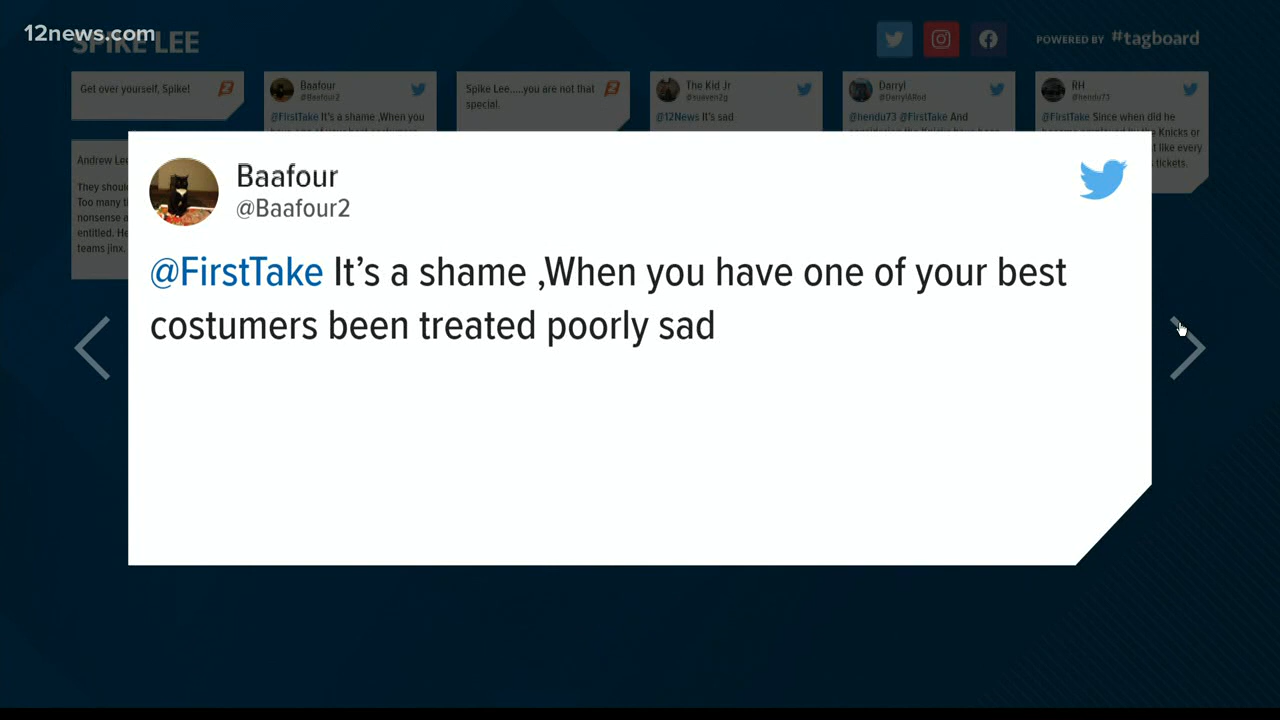 12news.com
SPIKE LEE
POWERED BY #tagboard
Get over yourself, Spike!
Baafour
@Baafour2
@FirstTake It's a shame ,When you
Spike Lee.....you are not that
special.
The Kid Jr
@12News It's sad
Darryl
@DarrylARod
@hendu73 @FirstTake And
RH
@hendu73
@FirstTake Since when did he
Knicks or
like every
tickets.
Andrew Lee
They should
Too many
nonsense
entitled. He
teams jinx.
Baafour
@Baafour2
@FirstTake It's a shame ,When you have one of your best
costumers been treated poorly sad